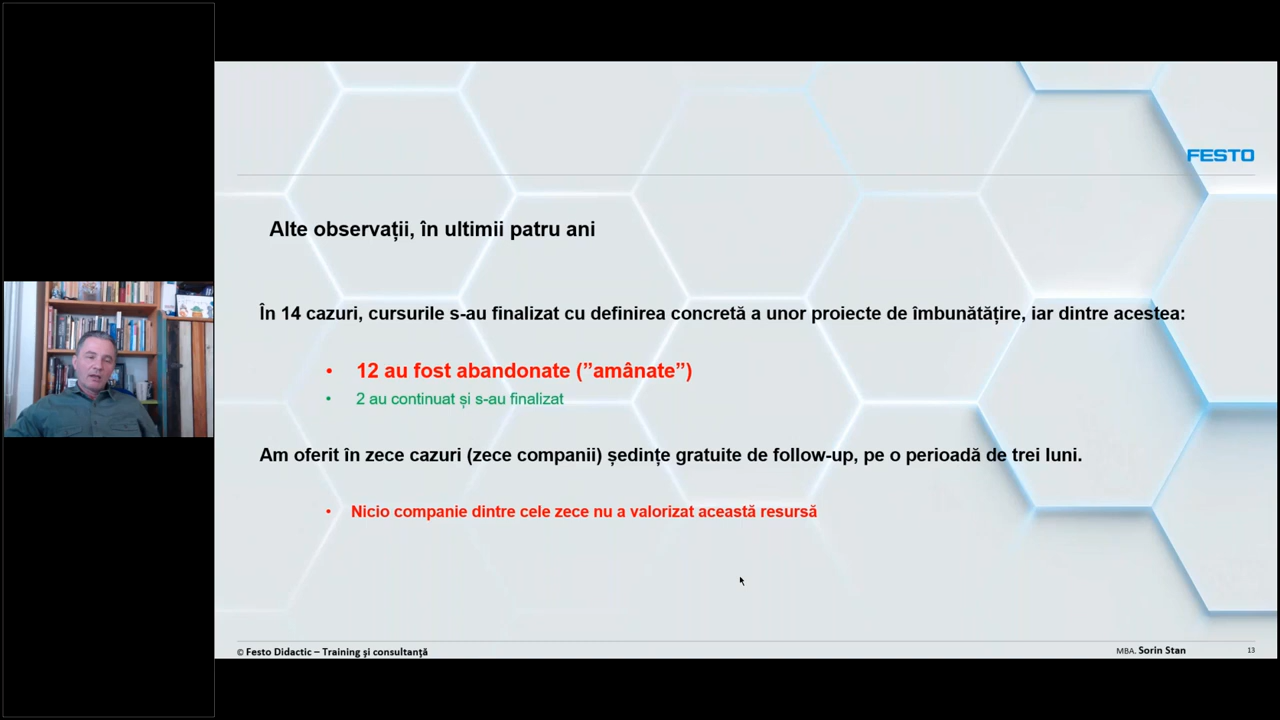 FESTO
Alte observații, în ultimii patru ani
În 14 cazuri, cursurile s-au finalizat cu definirea concretă a unor proiecte de îmbunătățire, iar dintre acestea:
• 12 au fost abandonate (”amânate”)
• 2 au continuat și s-au finalizat
Am oferit în zece cazuri (zece companii) ședințe gratuite de follow-up, pe o perioadă de trei luni.
• Nicio companie dintre cele zece nu a valorizat această resursă
© Festo Didactic – Training şi consultanţă
MBA. Sorin Stan
13